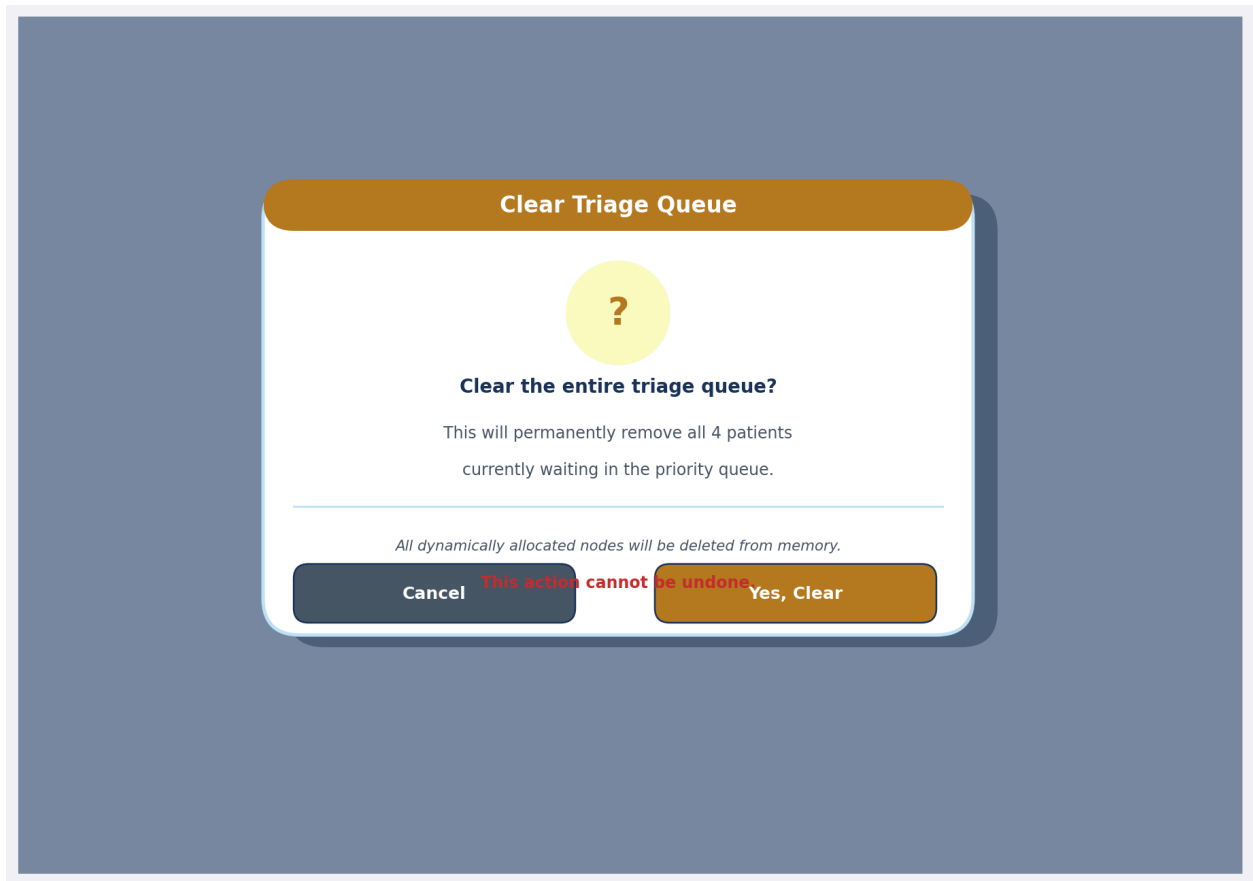 Clear Triage Queue
?
Clear the entire triage queue?
This will permanently remove all 4 patients
currently waiting in the priority queue.
All dynamically allocated nodes will be deleted from memory.
This action cannot be undone.
Cancel
Yes, Clear